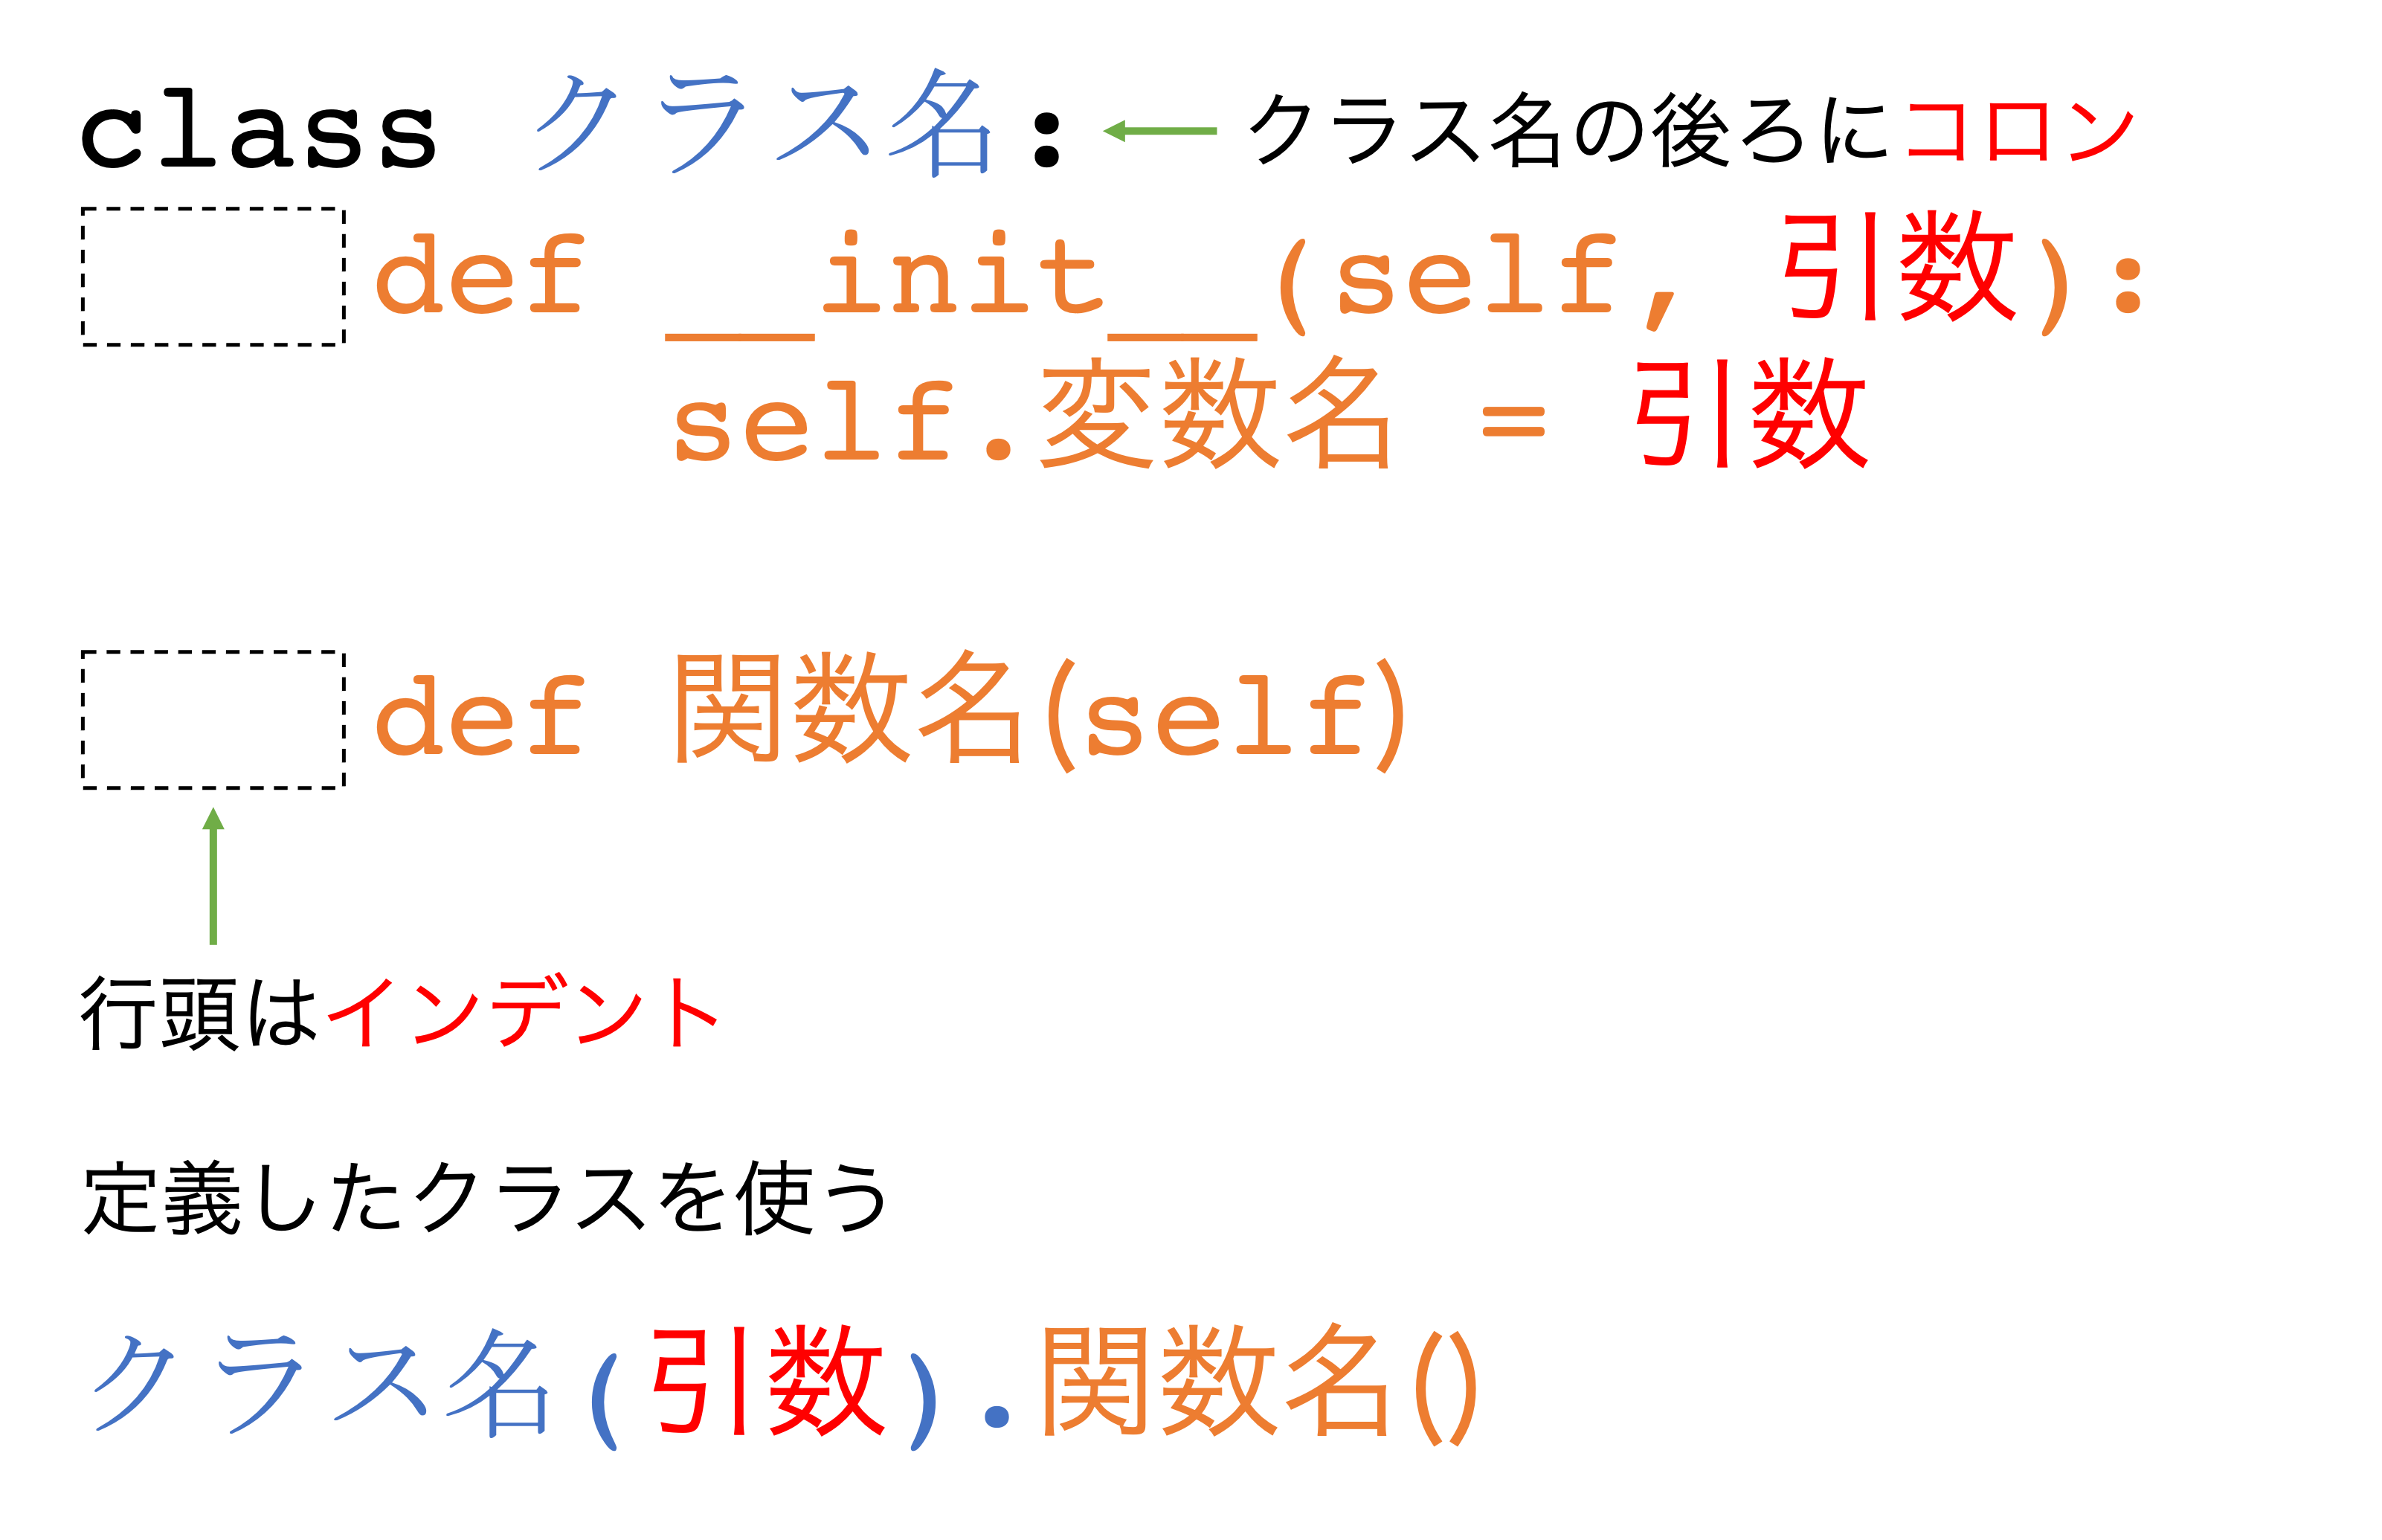 class クラス名: クラス名の後ろにコロン
def __init__(self, 引数):
self.変数名 = 引数
def 関数名(self)
行頭はインデント
定義したクラスを使う
クラス名(引数).関数名()